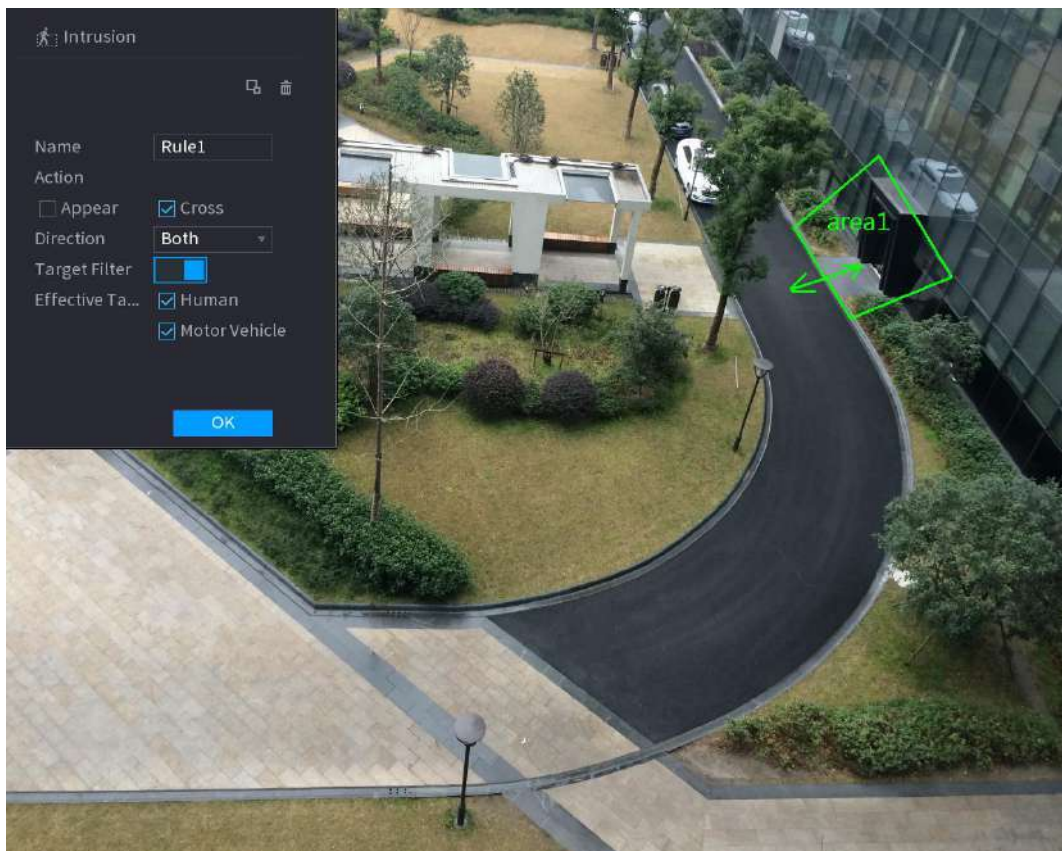 Intrusion
Name Rule1
Action
Appear Cross
Direction Both
Target Filter
Effective Ta... Human
Motor Vehicle
OK
area1